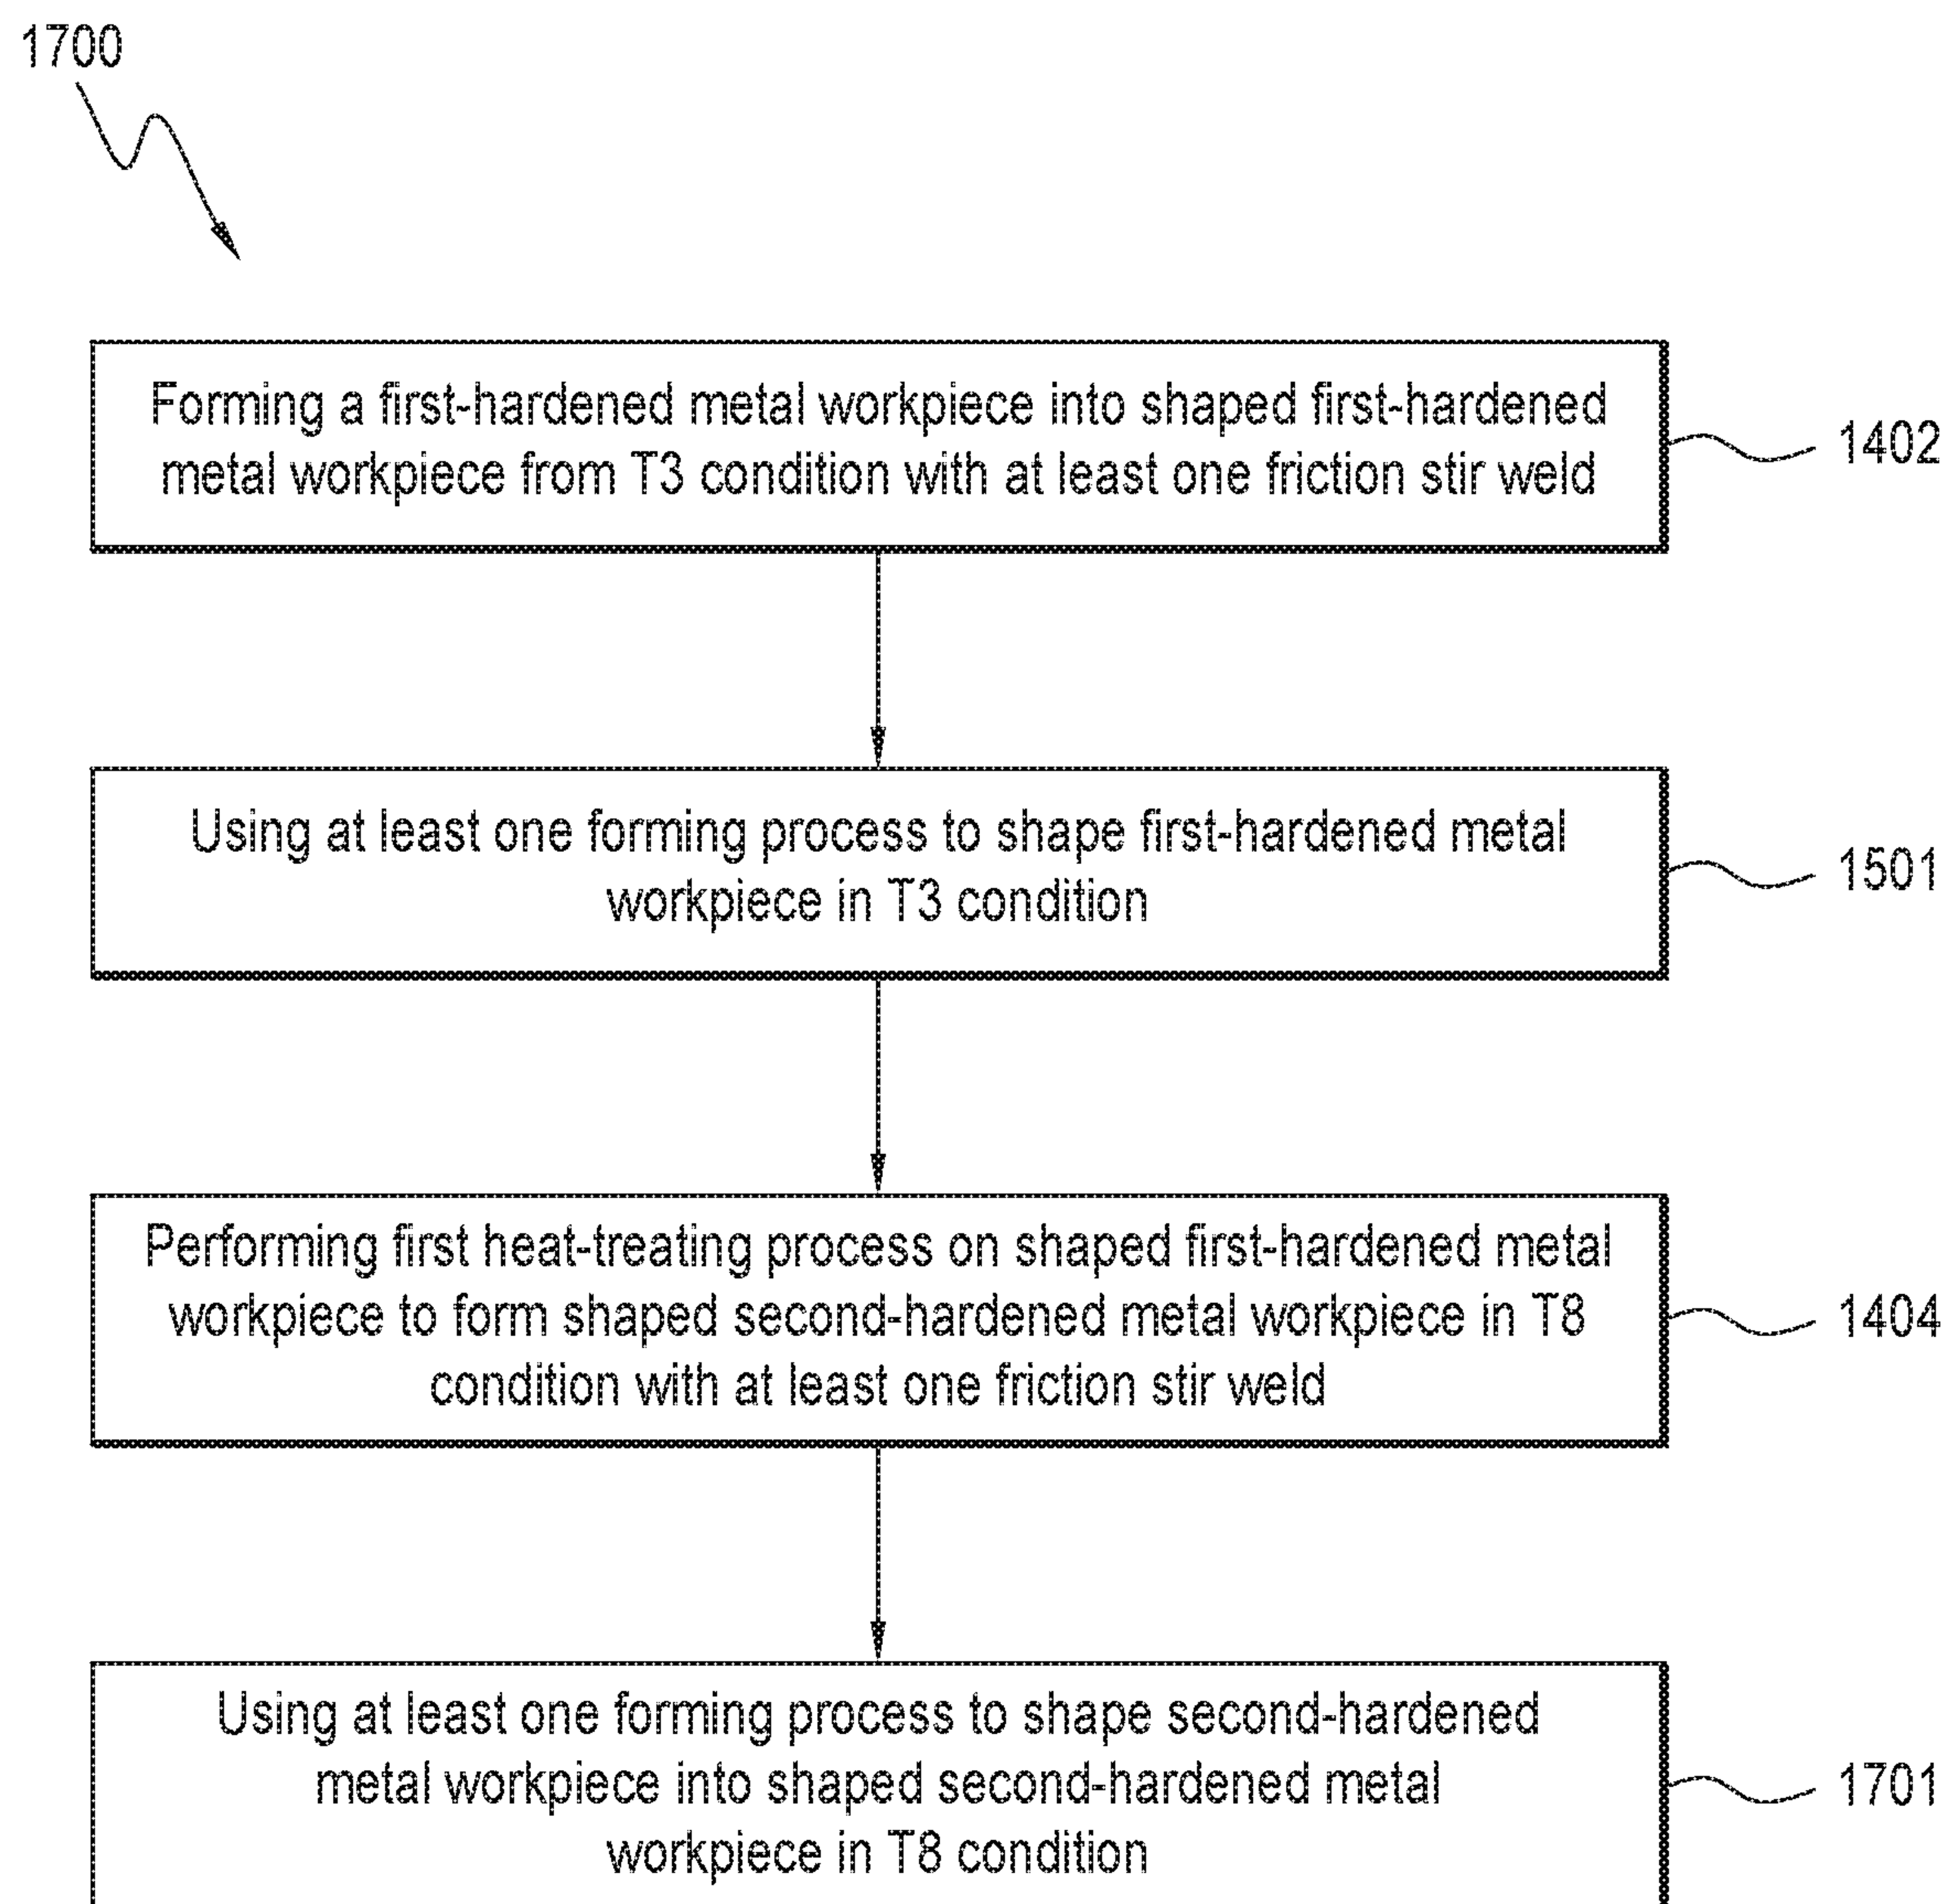 1700
Forming a first-hardened metal workpiece into shaped first-hardened
metal workpiece from T3 condition with at least one friction stir weld
1402
Using at least one forming process to shape first-hardened metal
workpiece in T3 condition
1501
Performing first heat-treating process on shaped first-hardened metal
workpiece to form shaped second-hardened metal workpiece in T8
condition with at least one friction stir weld
1404
Using at least one forming process to shape second-hardened
metal workpiece into shaped second-hardened metal
workpiece in T8 condition
1701